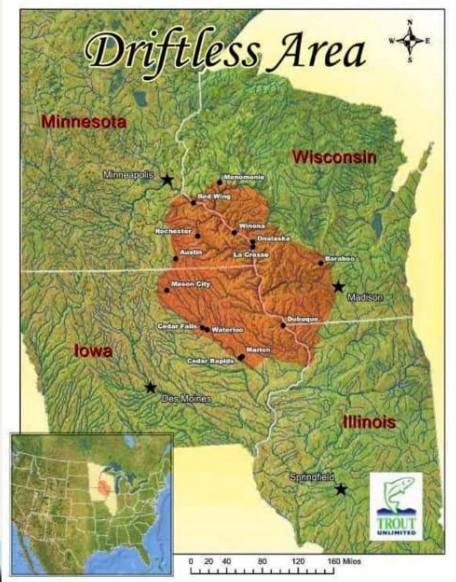 Driftless Area
N
W E
S
Minnesota
Wisconsin
Minneapolis
Menomonie
Red Wing
Winona
Rochester
Onalaska
La Crosse
Austin
Baraboo
Mason City
Madison
Dubuque
Cedar Falls
Waterloo
Iowa
Marion
Cedar Rapids
Des Moines
Illinois
Springfield
TROUT
UNLIMITED
0 20 40 80 120 160 Miles